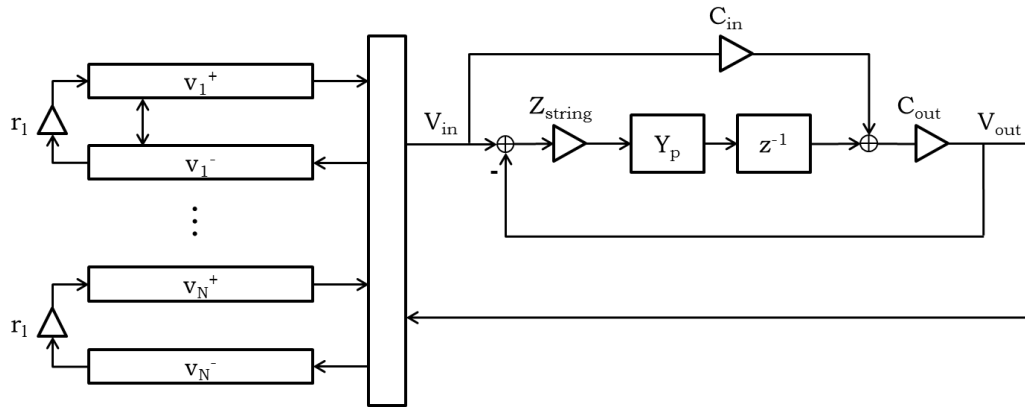 C_in
v_1^+
r_1
Z_string
C_out
V_in
V_out
Y_p
z^-1
v_1^-
-
⋮
v_N^+
r_1
v_N^-